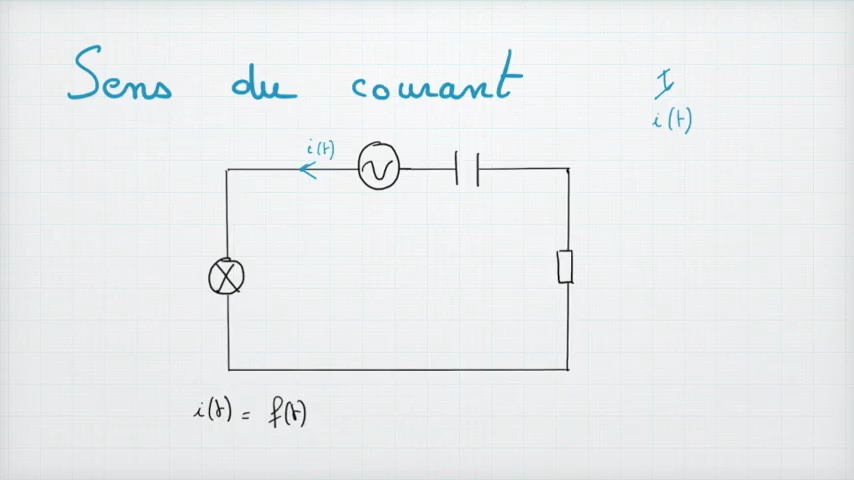 Sens du courant
I
i(t)
i(t)
i(t) = f(t)